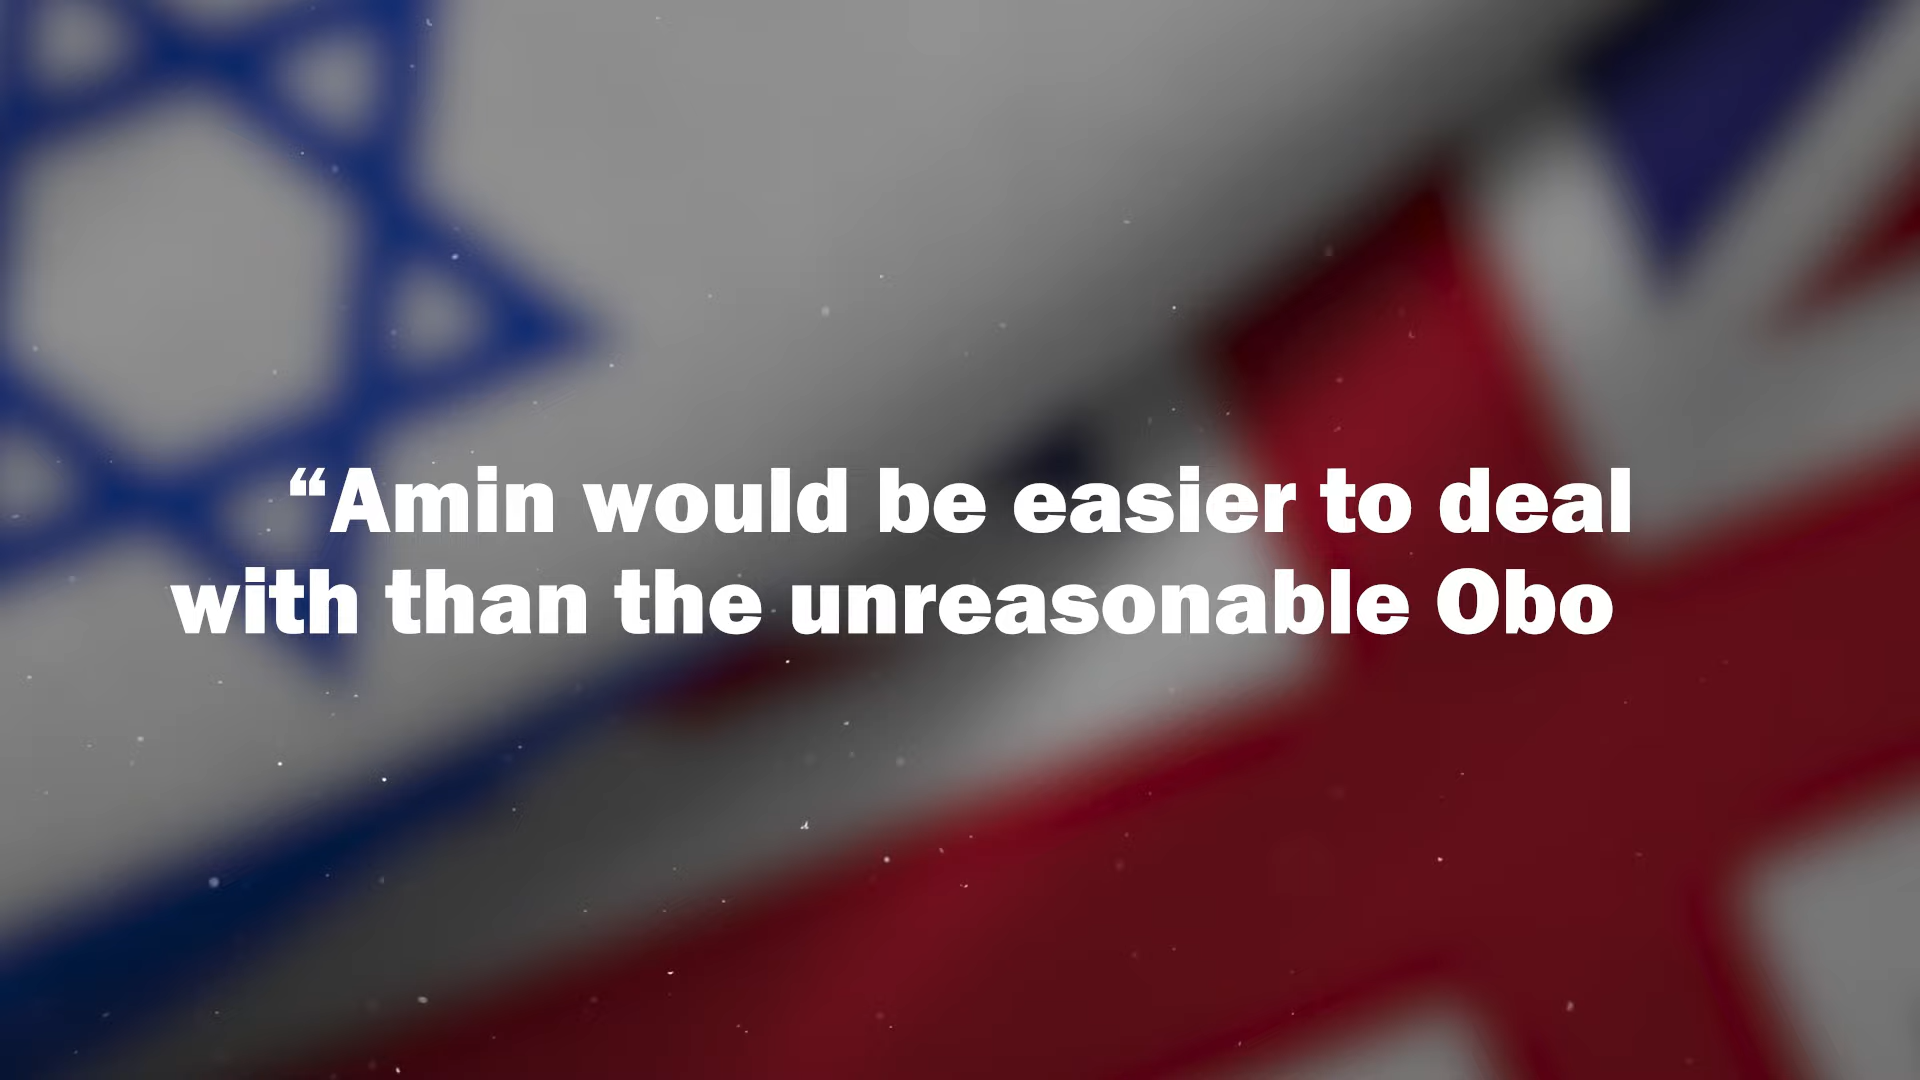 “Amin would be easier to deal
with than the unreasonable Obo